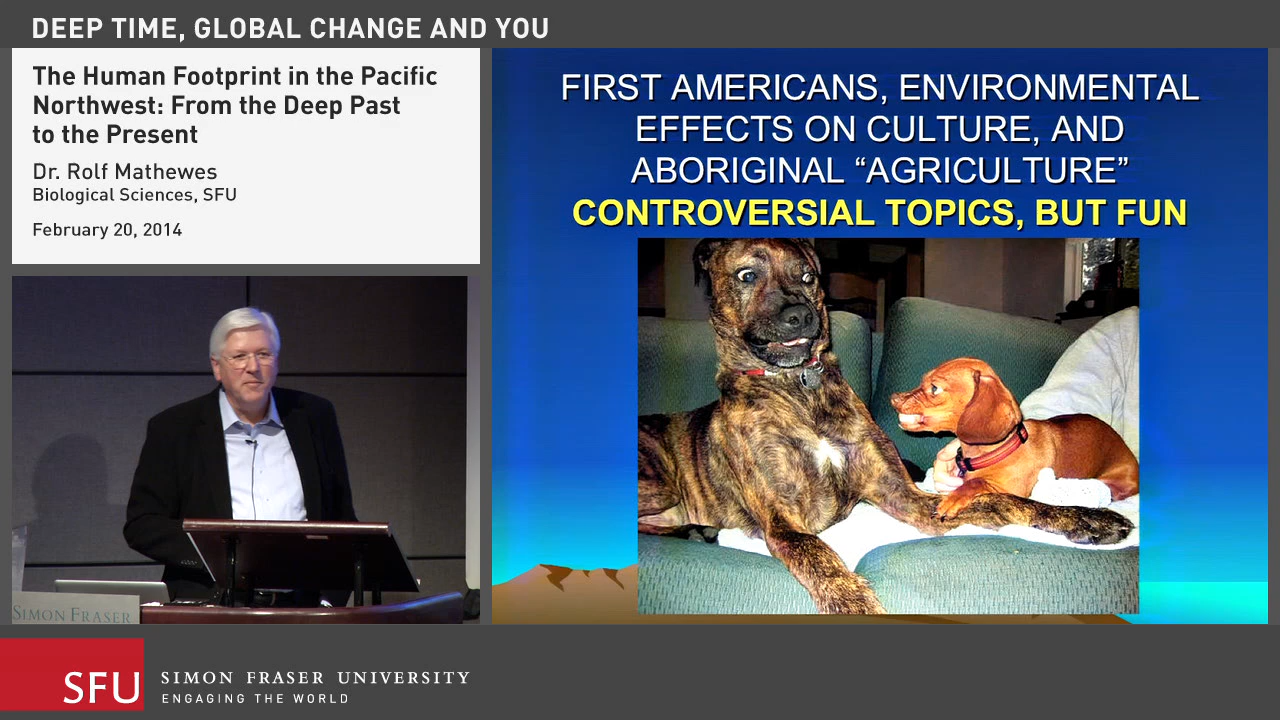 DEEP TIME, GLOBAL CHANGE AND YOU
The Human Footprint in the Pacific
Northwest: From the Deep Past
to the Present
Dr. Rolf Mathewes
Biological Sciences, SFU
February 20, 2014
FIRST AMERICANS, ENVIRONMENTAL
EFFECTS ON CULTURE, AND
ABORIGINAL “AGRICULTURE”
CONTROVERSIAL TOPICS, BUT FUN
SIMON FRASER
SFU
SIMON FRASER UNIVERSITY
ENGAGING THE WORLD